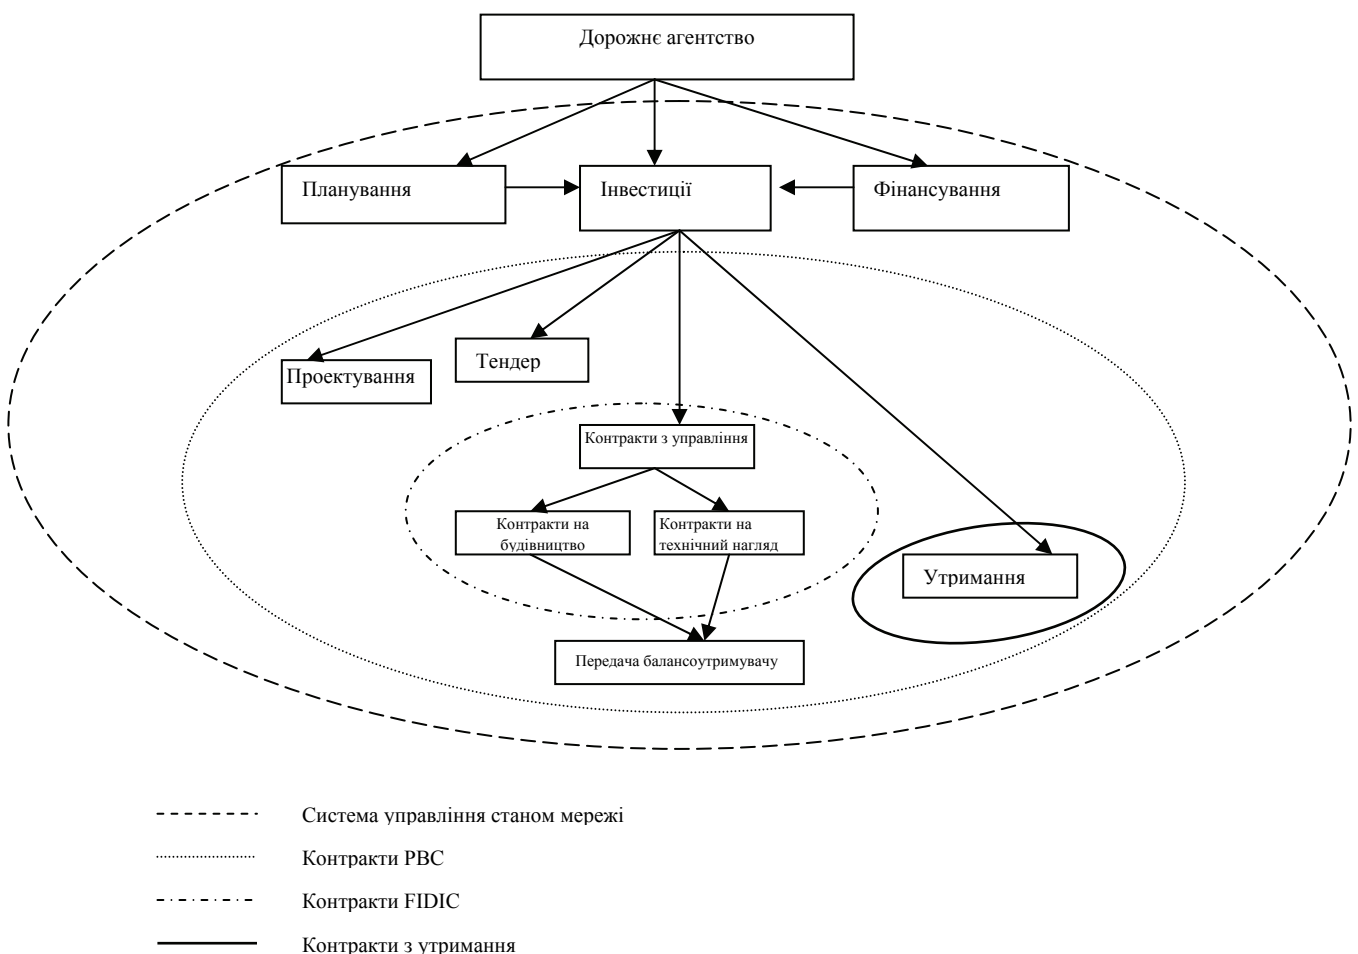 Дорожнє агентство
Планування
Інвестиції
Фінансування
Проектування
Тендер
Контракти з управління
Контракти на
будівництво
Контракти на
технічний нагляд
Утримання
Передача балансоутримувачу
Система управління станом мережі
Контракти РВС
Контракти FIDIC
Контракти з утримання